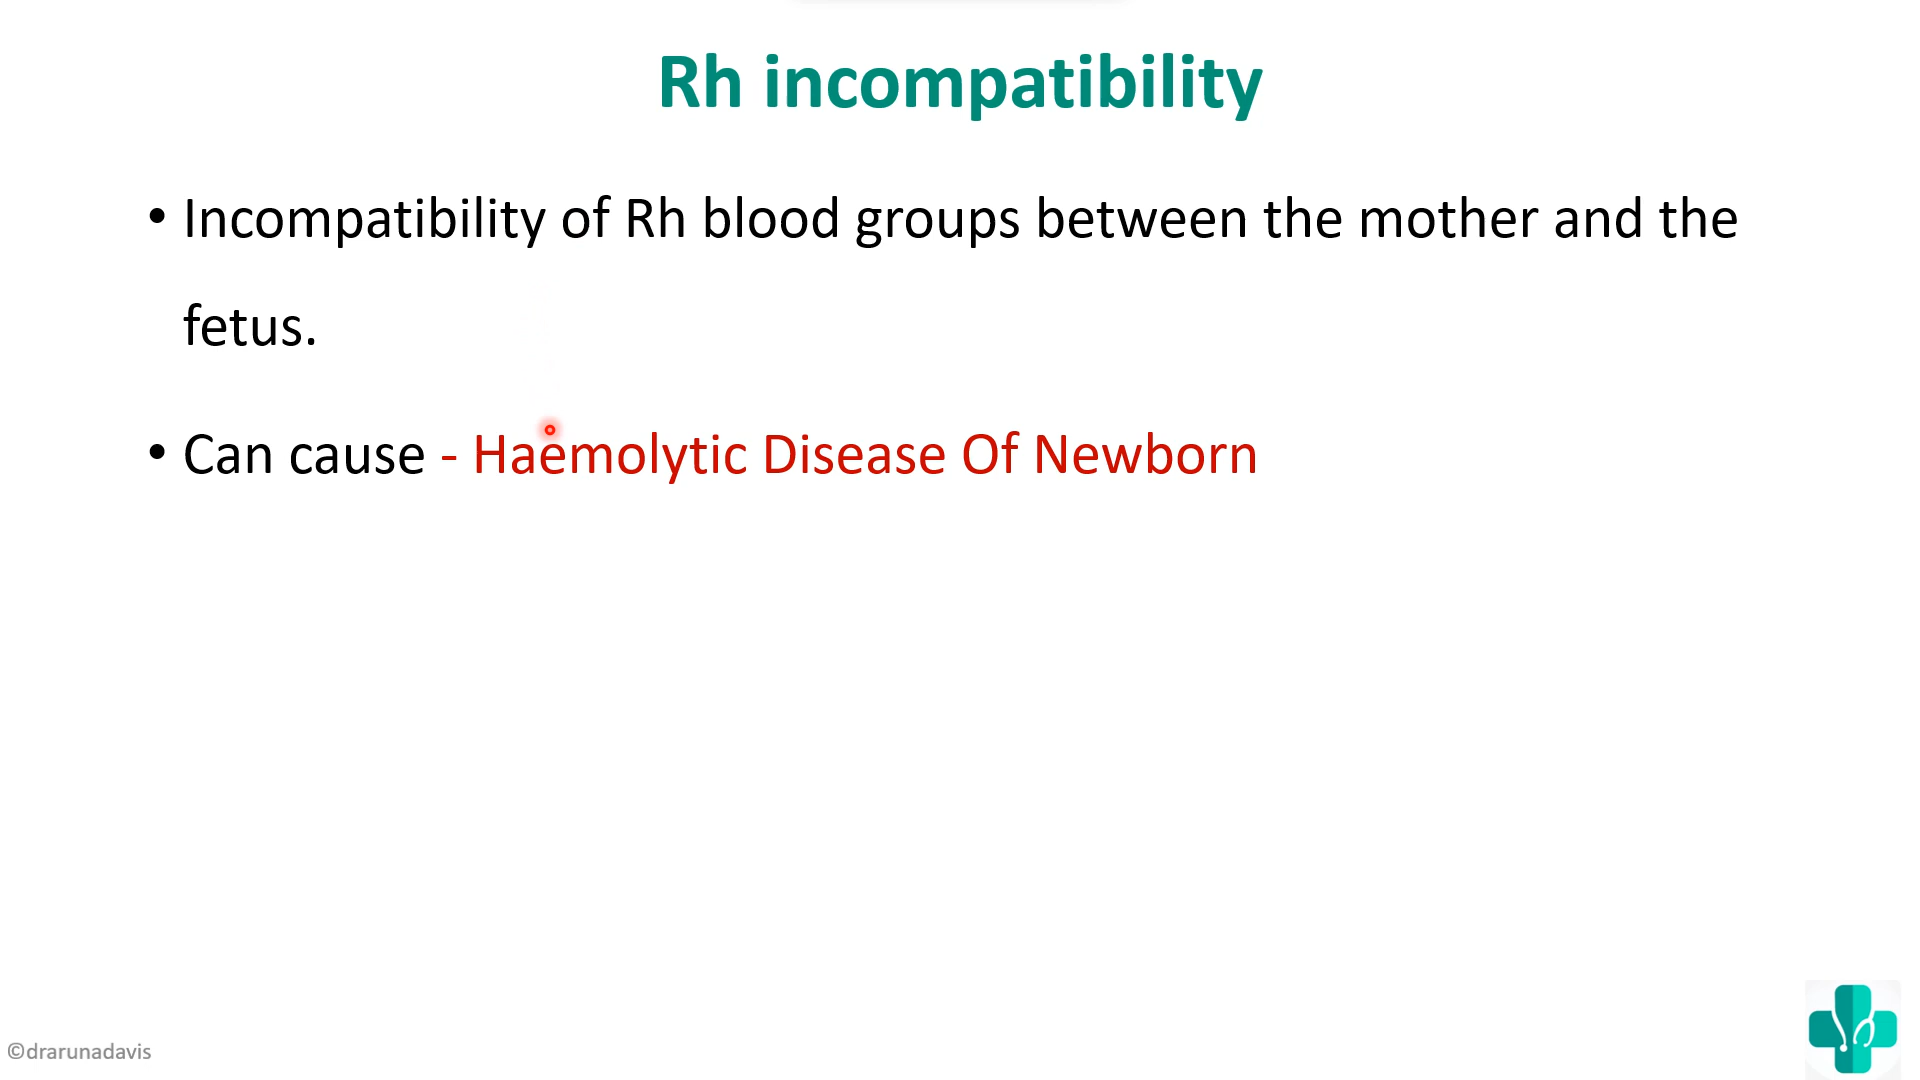 Rh incompatibility
• Incompatibility of Rh blood groups between the mother and the
fetus.
• Can cause - Haemolytic Disease Of Newborn
©drarunadavis